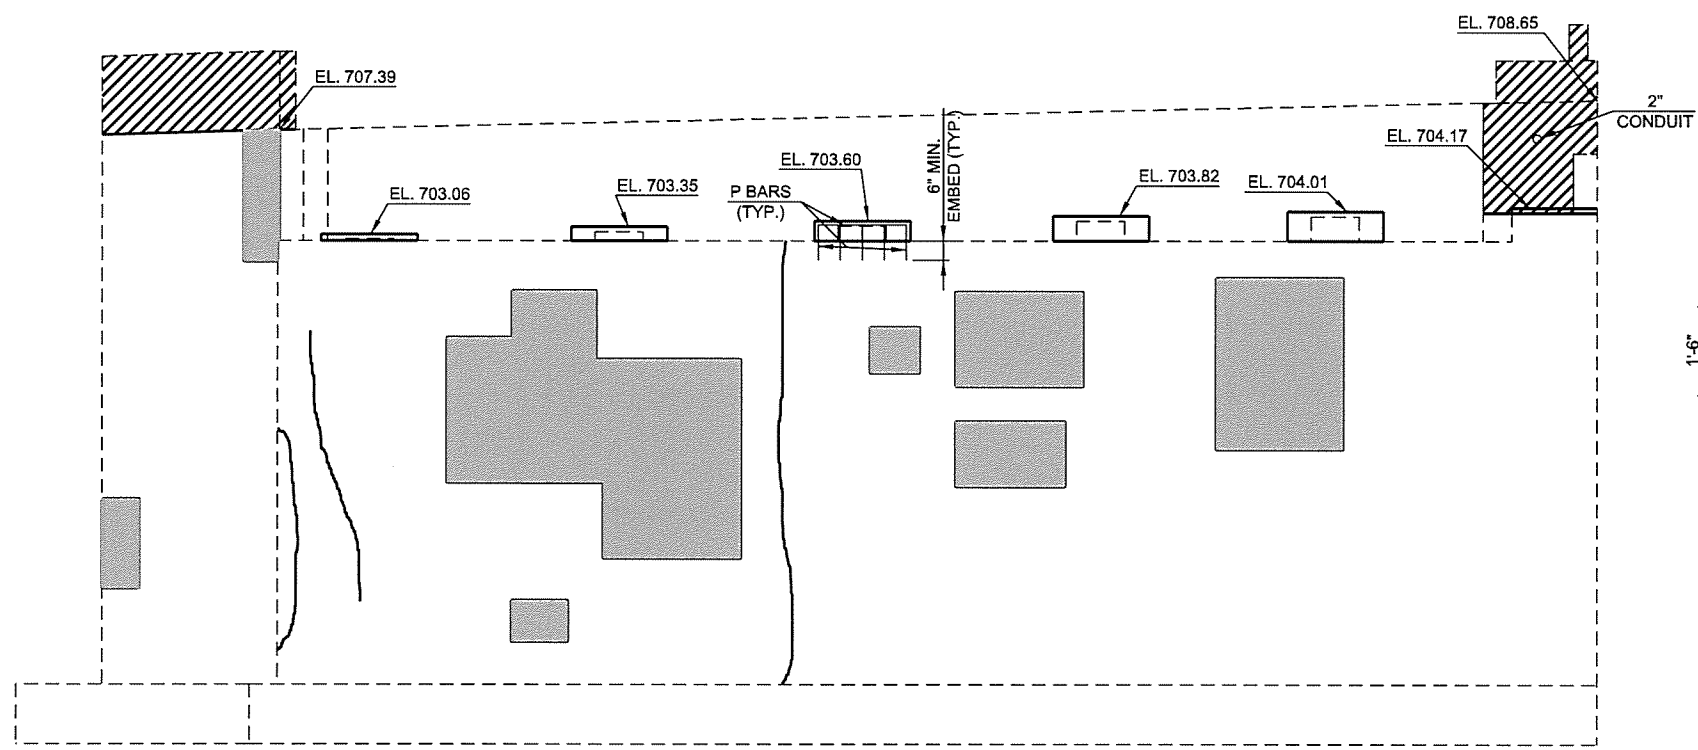 EL. 708.65
EL. 707.39
2"
CONDUIT
EL. 704.17
6" MIN.
EMBED (TYP.)
EL. 703.60
EL. 703.82
EL. 704.01
EL. 703.35
EL. 703.06
P BARS
(TYP.)
1'-6"